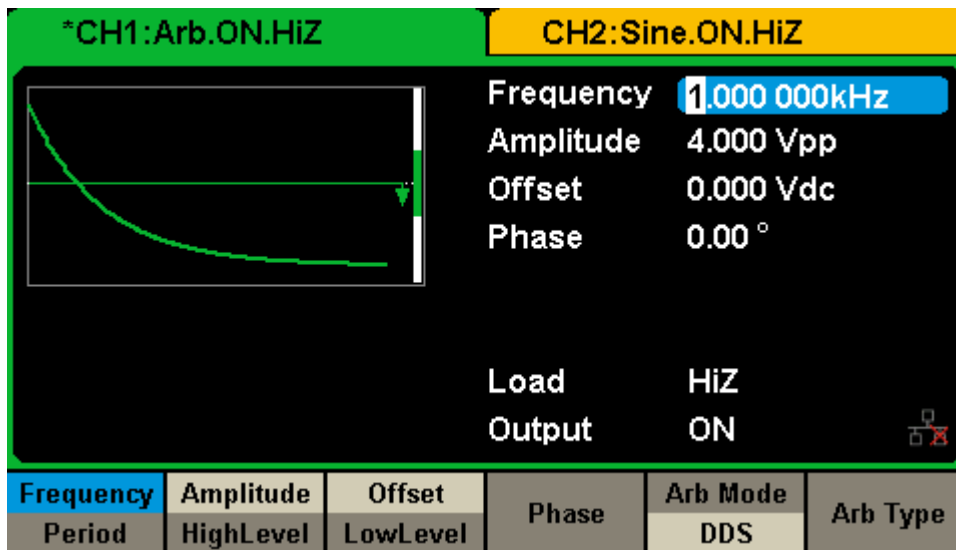 *CH1:Arb.ON.HiZ
CH2:Sine.ON.HiZ
Frequency 1.000 000kHz
Amplitude 4.000 Vpp
Offset 0.000 Vdc
Phase 0.00 °
Load HiZ
Output ON
Frequency Amplitude Offset Phase Arb Mode Arb Type
Period HighLevel LowLevel DDS